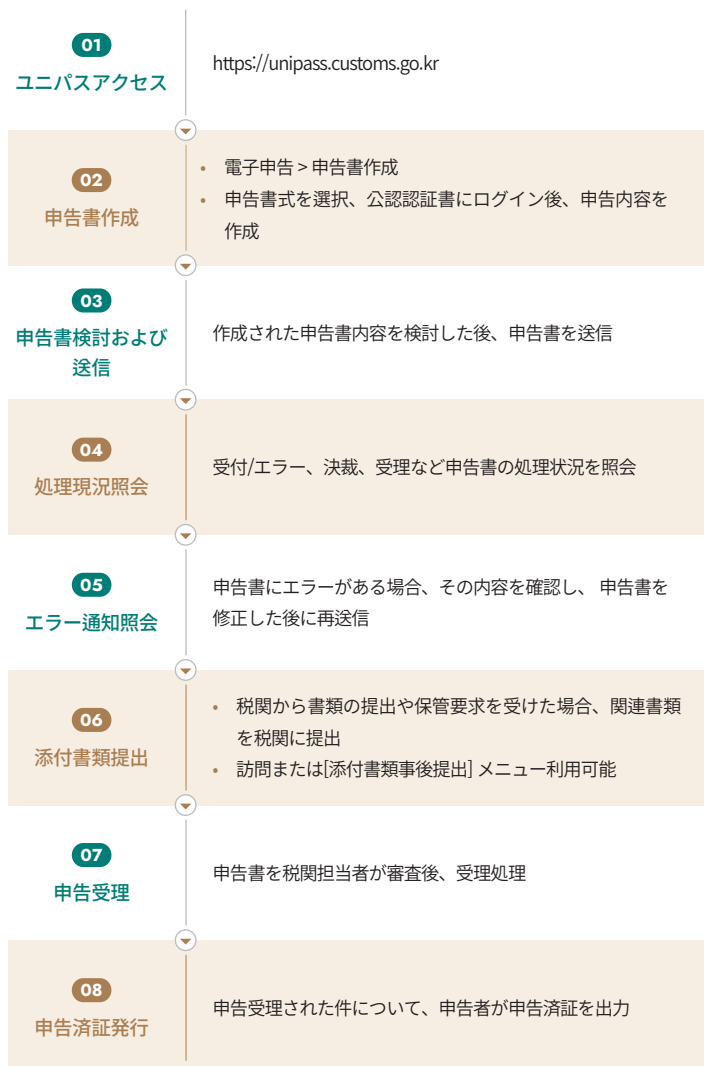 01
ユニパスアクセス
https://unipass.customs.go.kr
02
申告書作成
• 電子申告 > 申告書作成
• 申告書式を選択、公認認証書にログイン後、申告内容を
作成
03
申告書検討および
送信
作成された申告書内容を検討した後、申告書を送信
04
処理現況照会
受付/エラー、決裁、受理など申告書の処理状況を照会
05
エラー通知照会
申告書にエラーがある場合、その内容を確認し、 申告書を
修正した後に再送信
06
添付書類提出
• 税関から書類の提出や保管要求を受けた場合、関連書類
を税関に提出
• 訪問または[添付書類事後提出] メニュー利用可能
07
申告受理
申告書を税関担当者が審査後、受理処理
08
申告済証発行
申告受理された件について、申告者が申告済証を出力